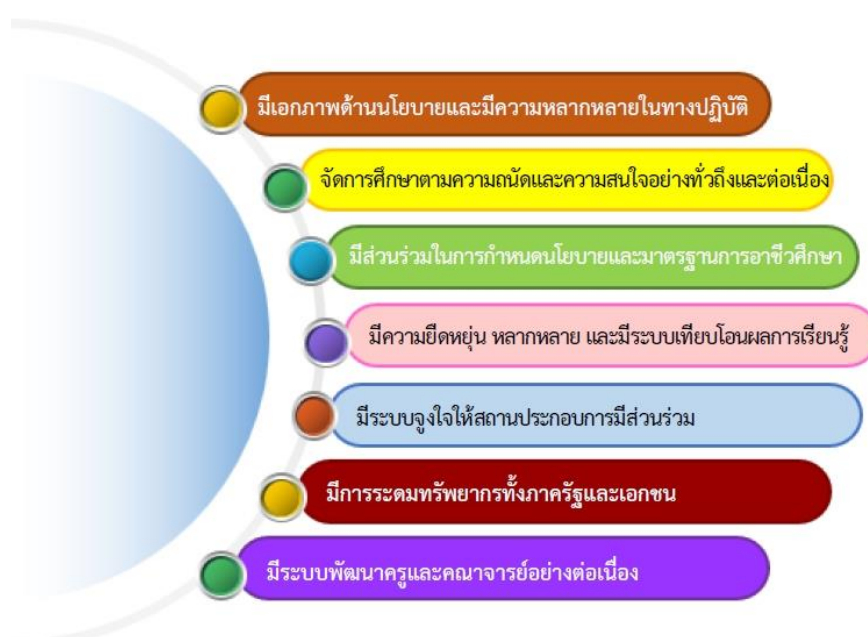 มีเอกภาพด้านนโยบายและมีความหลากหลายในทางปฏิบัติ
จัดการศึกษาตามความถนัดและความสนใจอย่างทั่วถึงและต่อเนื่อง
มีส่วนร่วมในการกำหนดนโยบายและมาตรฐานการอาชีวศึกษา
มีความยืดหยุ่น หลากหลาย และมีระบบเทียบโอนผลการเรียนรู้
มีระบบจูงใจให้สถานประกอบการมีส่วนร่วม
มีการระดมทรัพยากรทั้งภาครัฐและเอกชน
มีระบบพัฒนาครูและคณาจารย์อย่างต่อเนื่อง